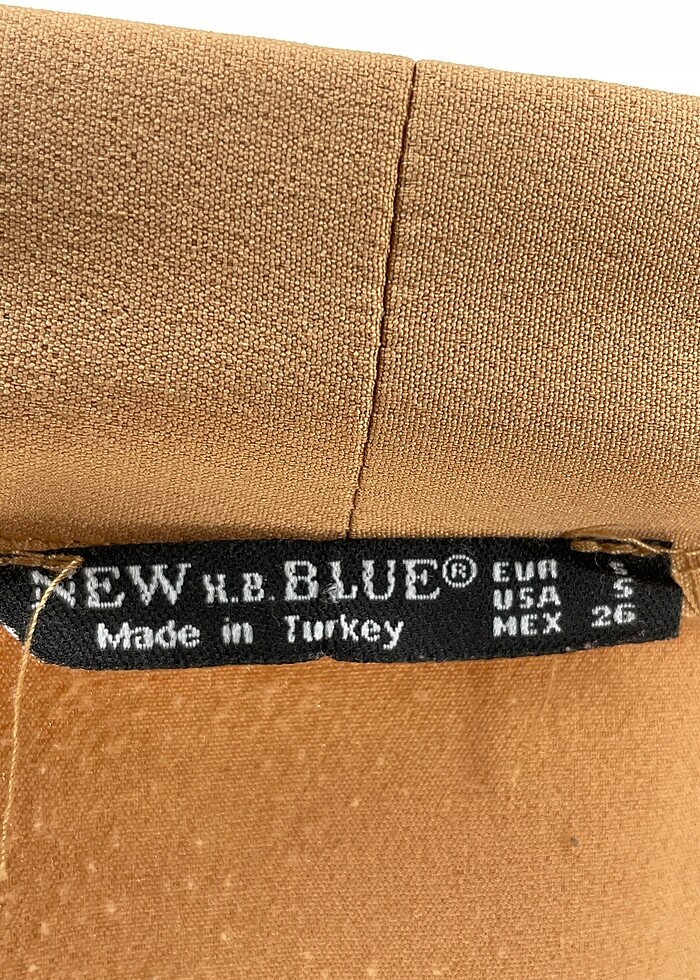 NEW H.B. BLUE®
Made in Turkey
EUR S
USA S
MEX 26